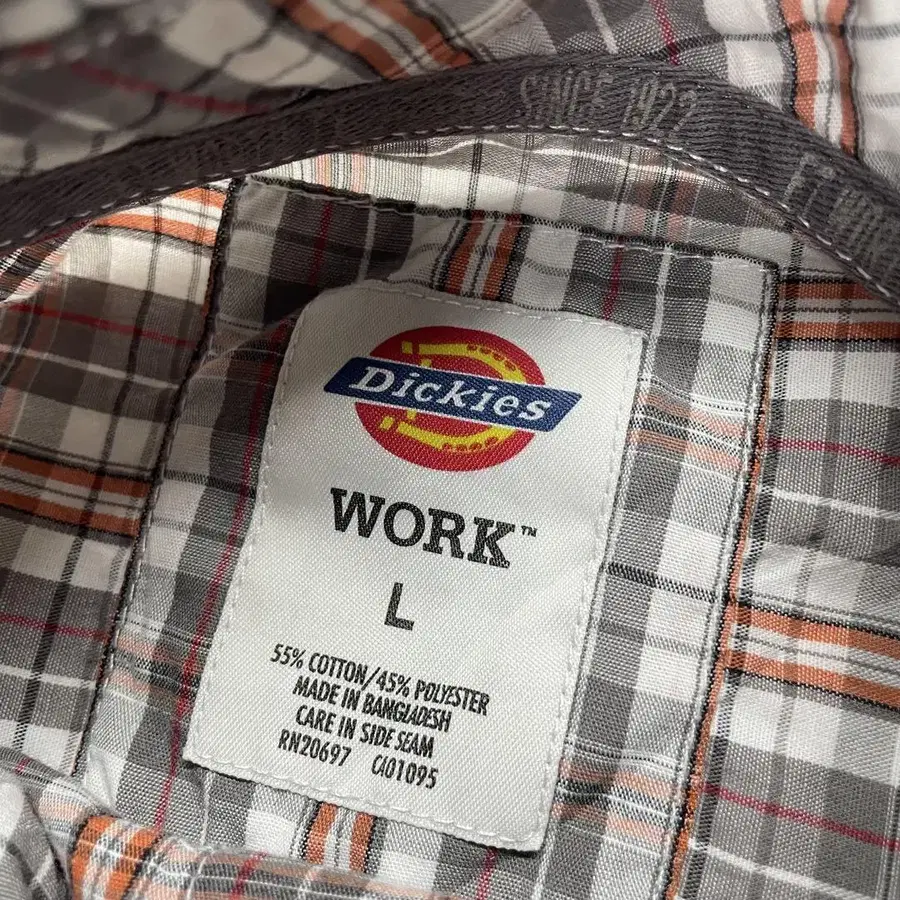 SINCE 1922
Dickies
WORK™
L
55% COTTON/45% POLYESTER
MADE IN BANGLADESH
CARE IN SIDE SEAM
RN20697 CA01095